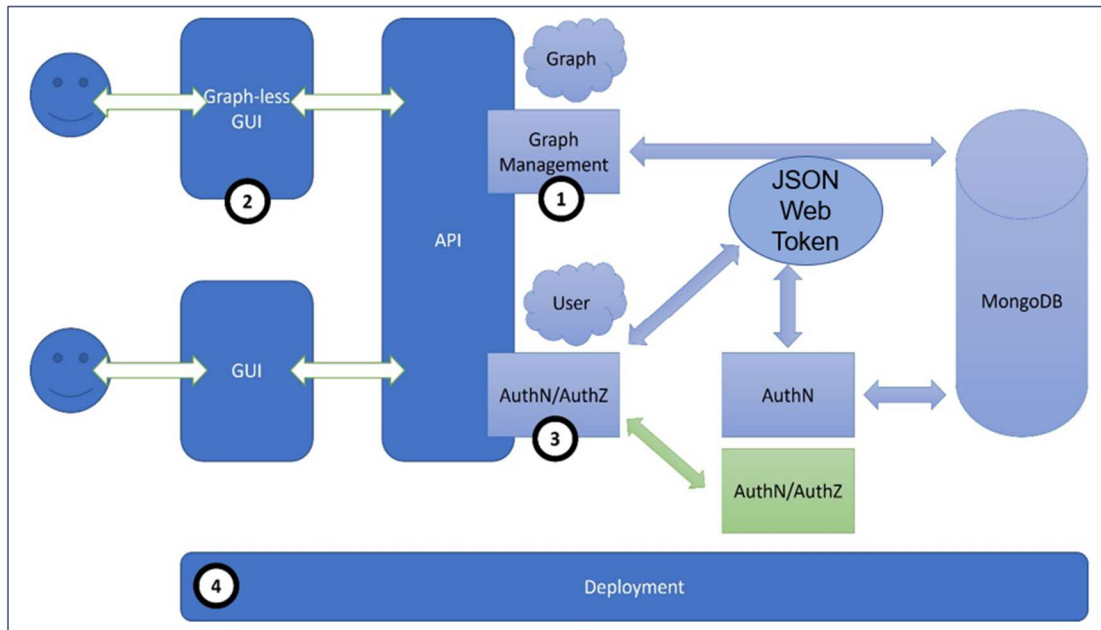 Graph
Graph-less
GUI
Graph
Management
2
1
JSON
Web
Token
API
User
MongoDB
GUI
AuthN/AuthZ
AuthN
3
AuthN/AuthZ
4
Deployment